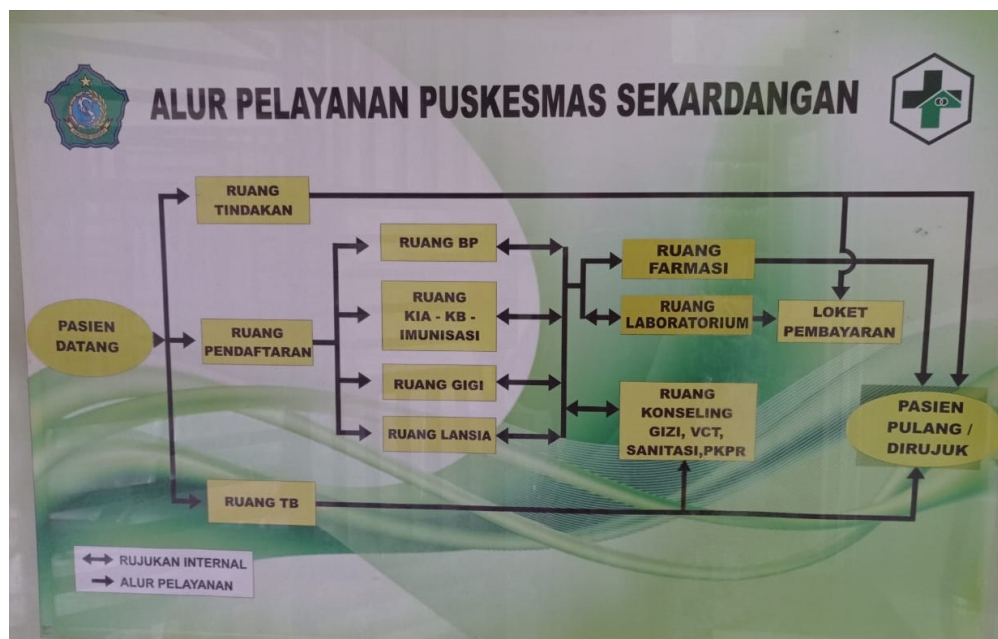 ALUR PELAYANAN PUSKESMAS SEKARDANGAN
RUANG
TINDAKAN
PASIEN
DATANG
RUANG
PENDAFTARAN
RUANG TB
RUANG BP
RUANG
KIA - KB -
IMUNISASI
RUANG GIGI
RUANG LANSIA
RUANG
FARMASI
RUANG
LABORATORIUM
LOKET
PEMBAYARAN
RUANG
KONSELING
GIZI, VCT,
SANITASI,PKPR
PASIEN
PULANG /
DIRUJUK
RUJUKAN INTERNAL
ALUR PELAYANAN